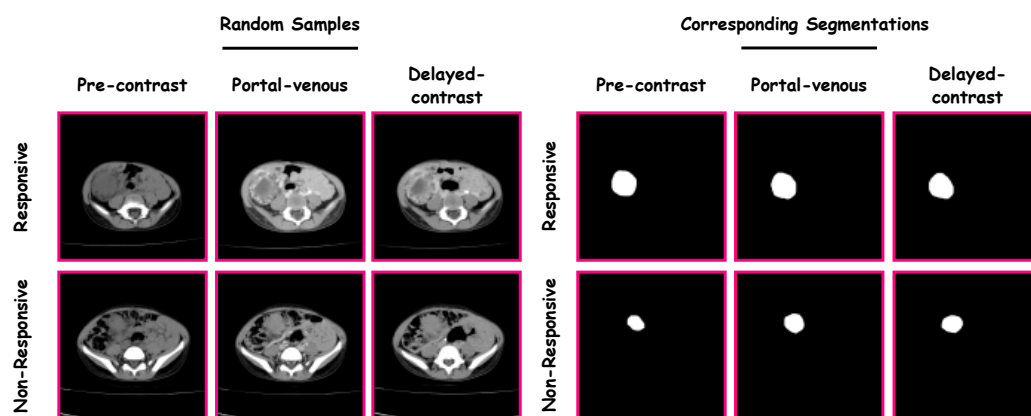 Random Samples
Corresponding Segmentations
Pre-contrast
Portal-venous
Delayed-
contrast
Pre-contrast
Portal-venous
Delayed-
contrast
Responsive
Responsive
Non-Responsive
Non-Responsive